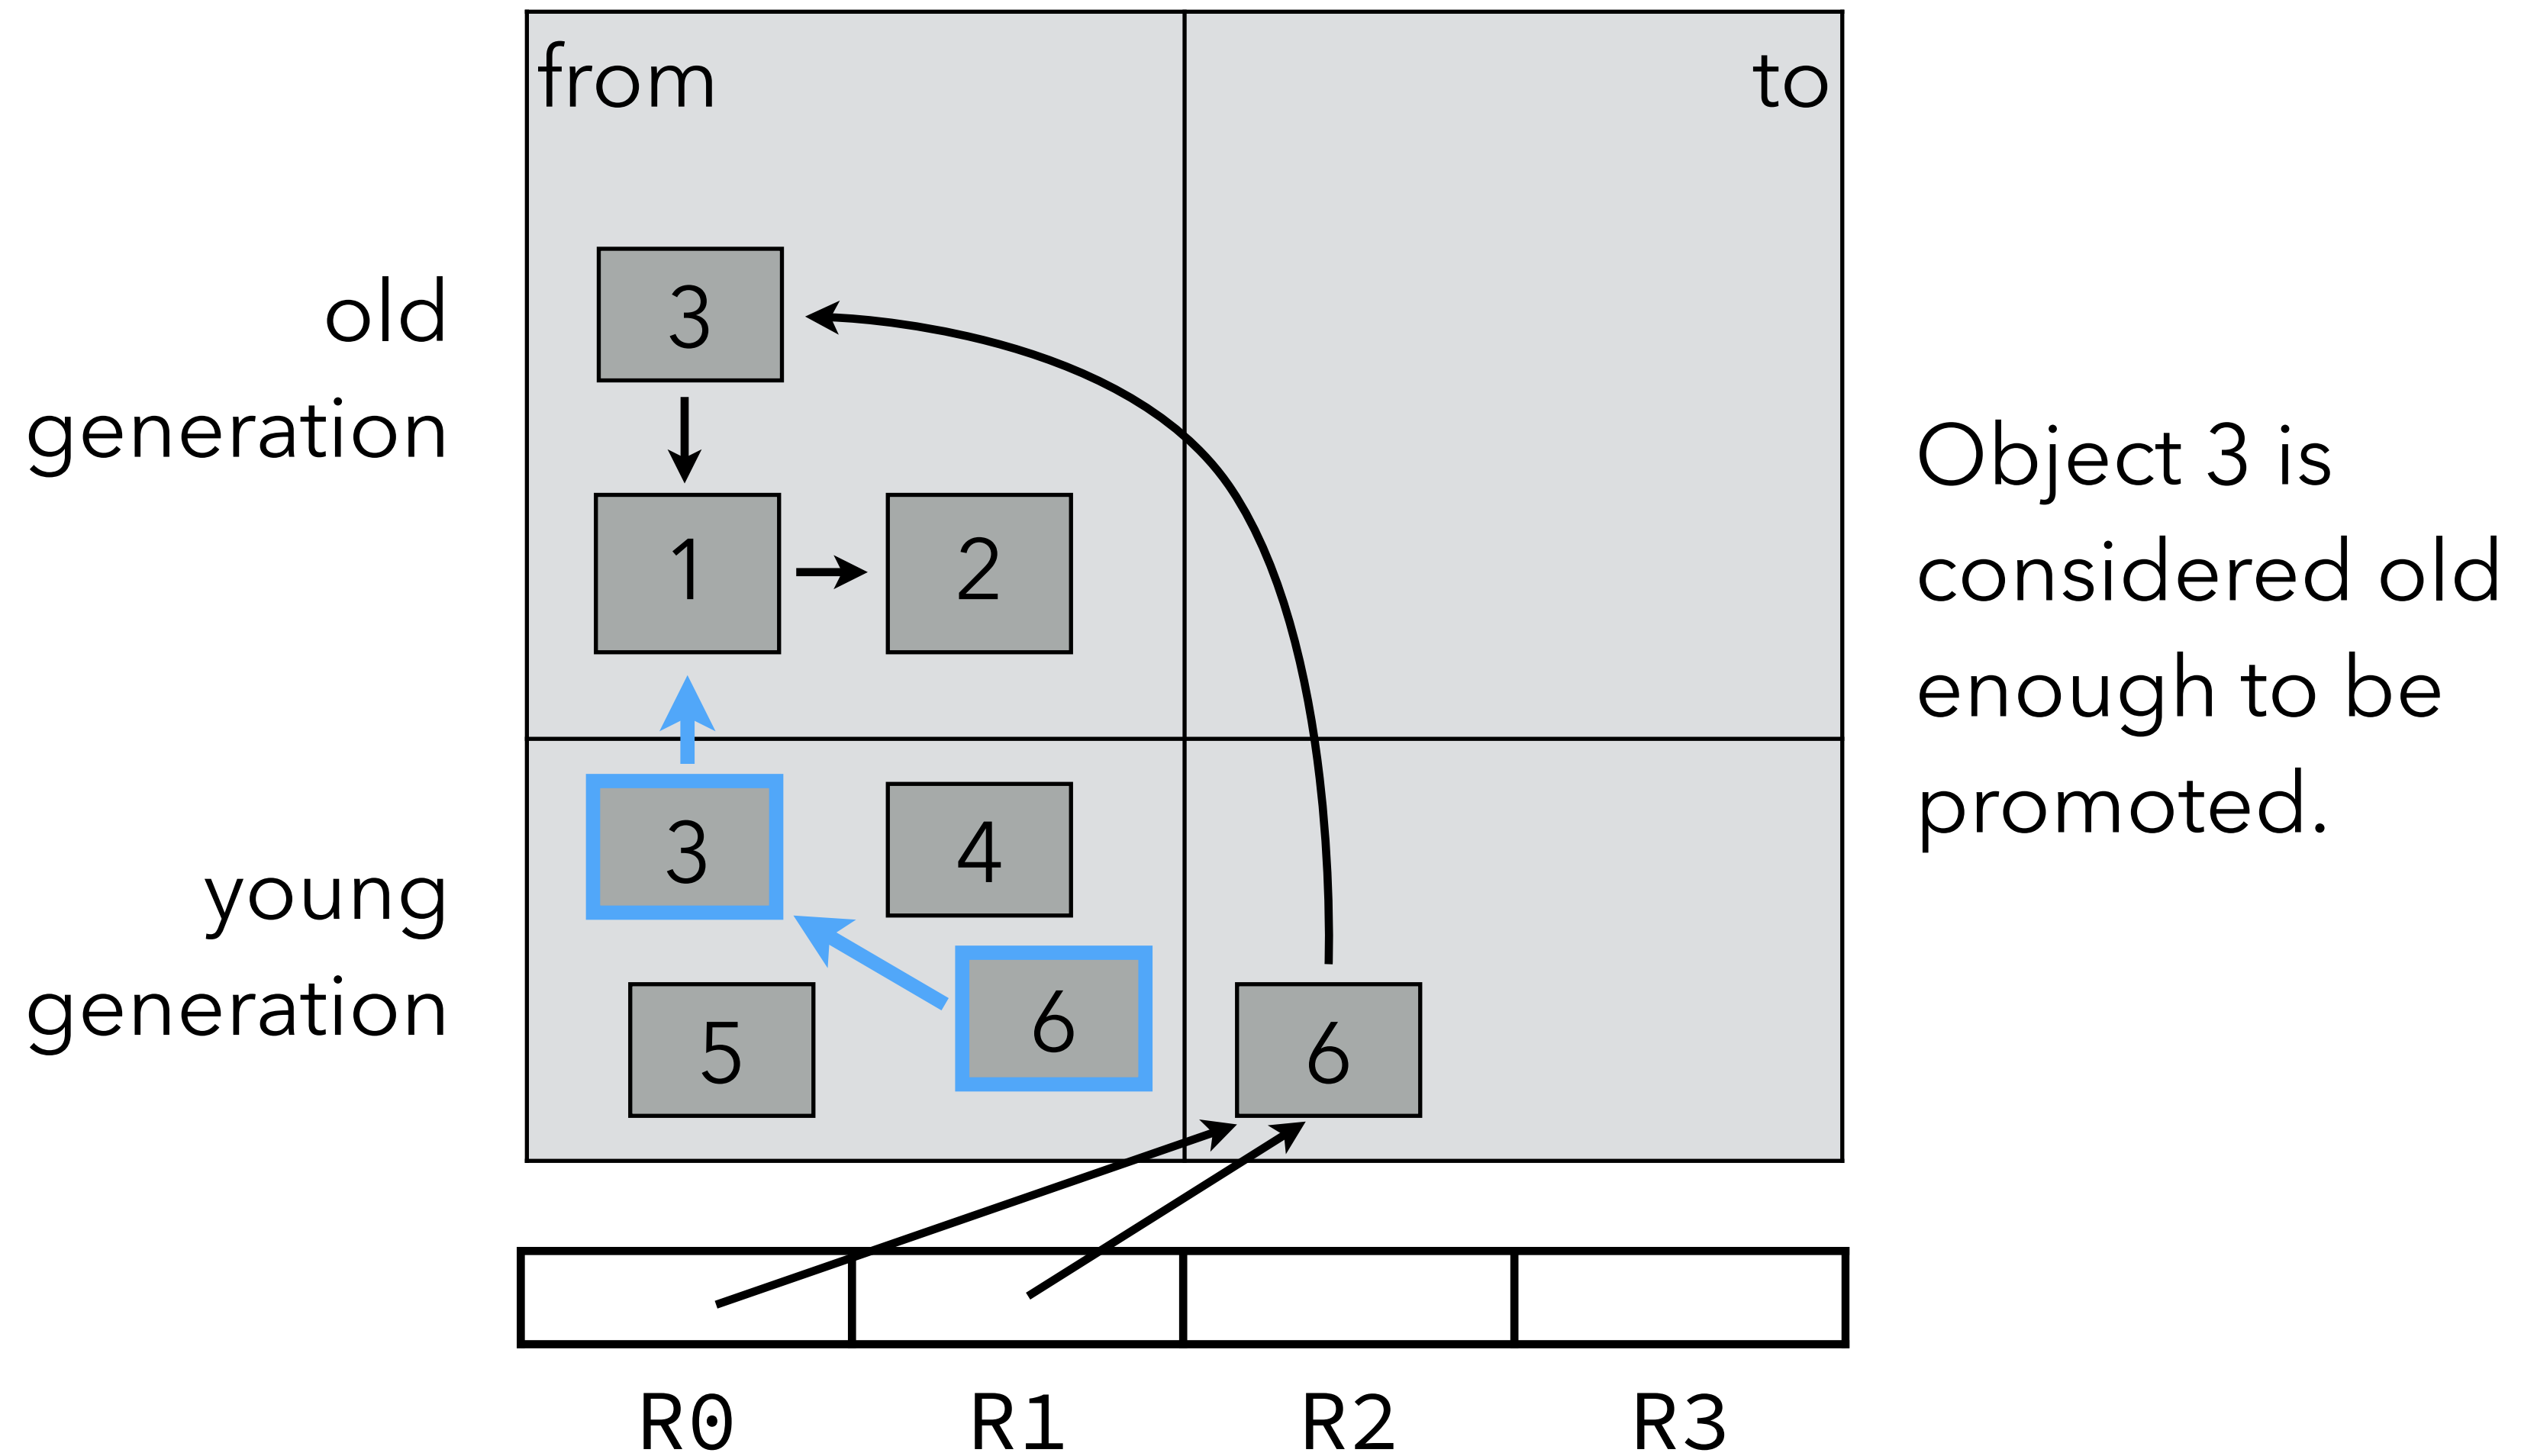 from
to
old
generation
3
1
2
Object 3 is
considered old
enough to be
promoted.
young
generation
3
4
5
6
6
R0
R1
R2
R3